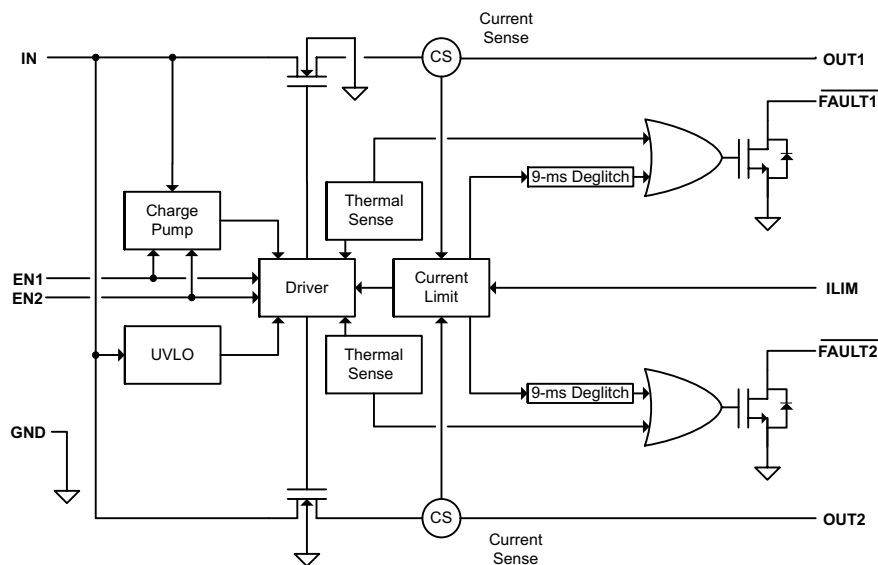 Current
Sense
IN
CS
OUT1
FAULT1
9-ms Deglitch
Thermal
Sense
Charge
Pump
EN1
EN2
Driver
Current
Limit
ILIM
UVLO
Thermal
Sense
FAULT2
9-ms Deglitch
GND
CS
OUT2
Current
Sense